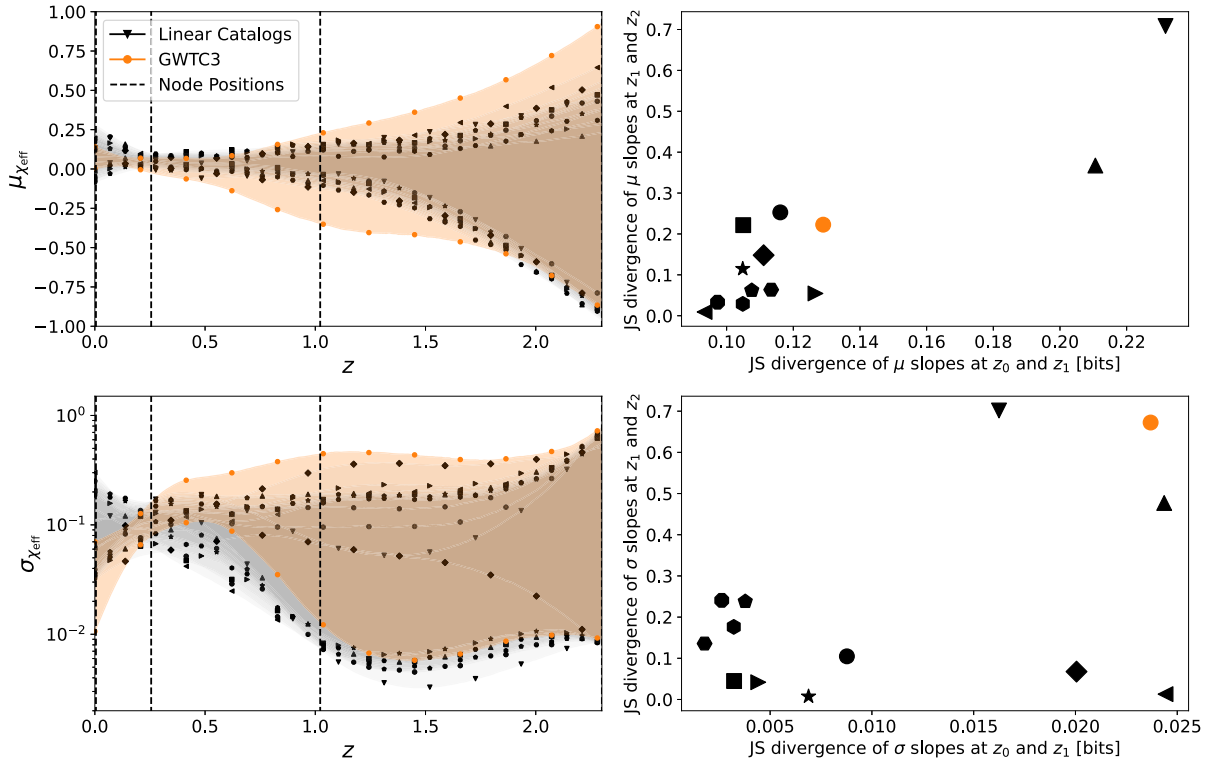 1.00
0.75
0.50
0.25
0.00
−0.25
−0.50
−0.75
−1.00
μ_χeff
Linear Catalogs
GWTC3
Node Positions
0.0 0.5 1.0 1.5 2.0
z
0.7
0.6
0.5
0.4
0.3
0.2
0.1
0.0
JS divergence of μ slopes at z₁ and z₂
0.10 0.12 0.14 0.16 0.18 0.20 0.22
JS divergence of μ slopes at z₀ and z₁ [bits]
10⁰
10⁻¹
10⁻²
σ_χeff
0.0 0.5 1.0 1.5 2.0
z
0.7
0.6
0.5
0.4
0.3
0.2
0.1
0.0
JS divergence of σ slopes at z₁ and z₂
0.005 0.010 0.015 0.020 0.025
JS divergence of σ slopes at z₀ and z₁ [bits]